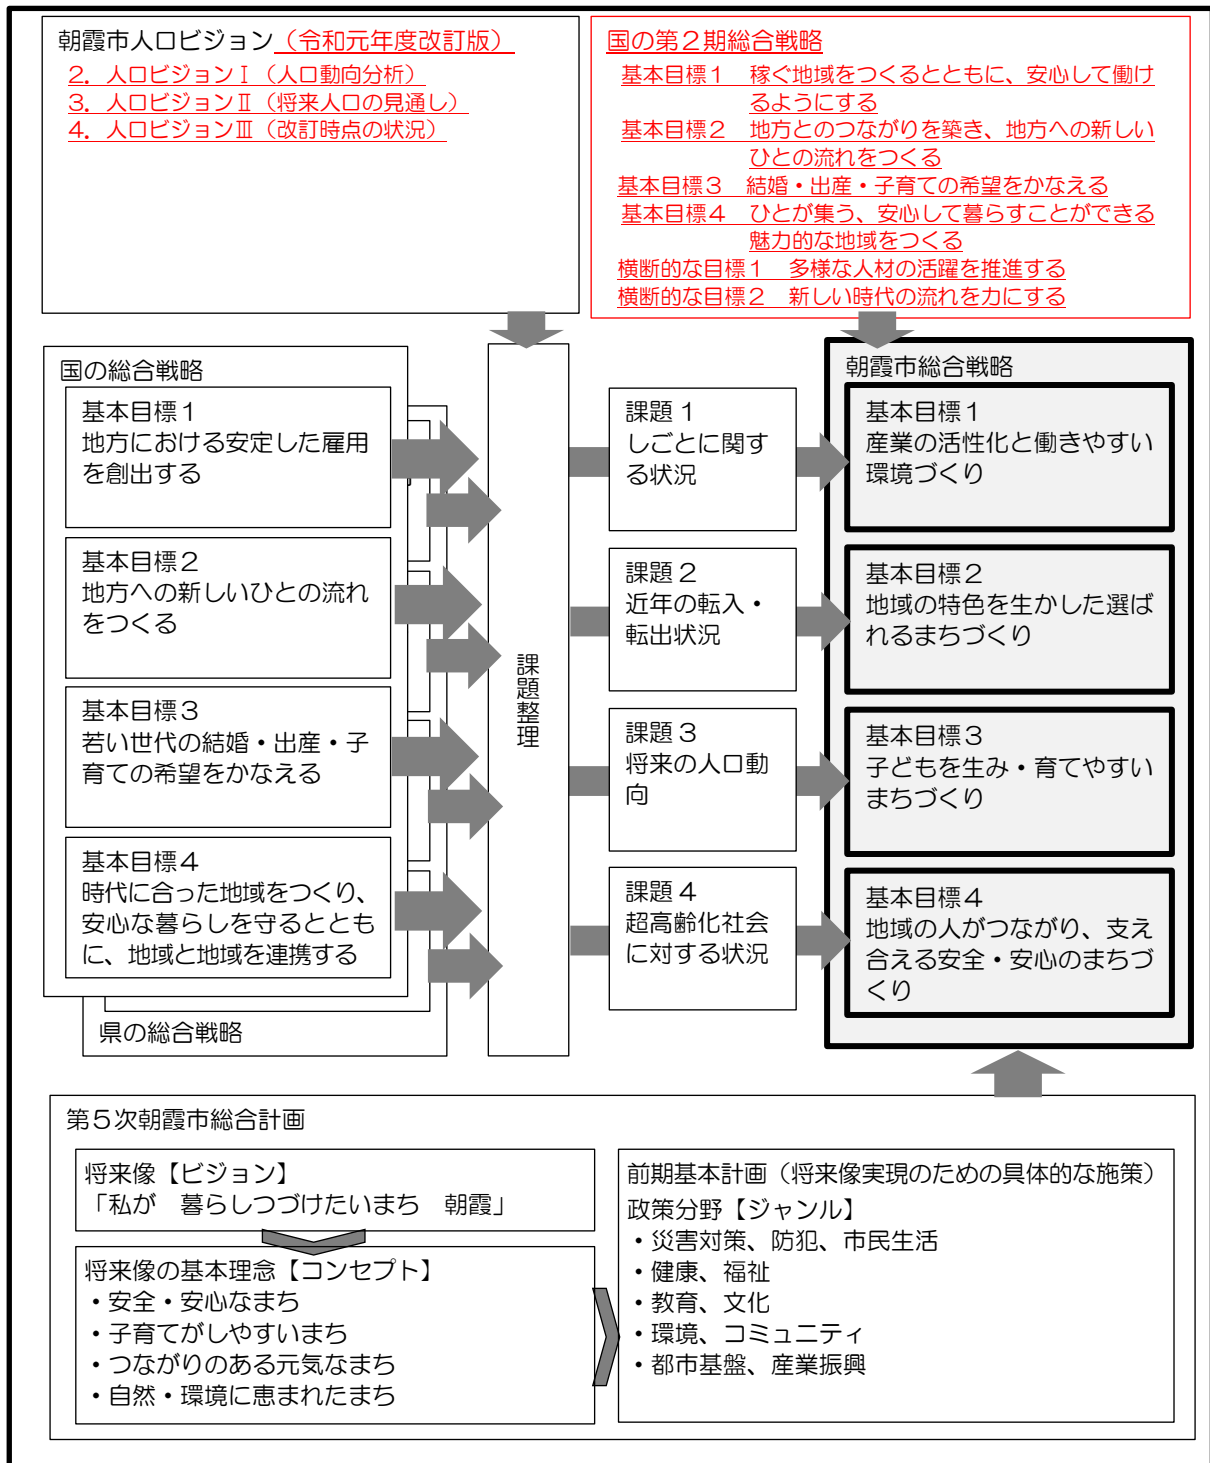 朝霞市人口ビジョン（令和元年度改訂版）
２．人口ビジョンⅠ（人口動向分析）
３．人口ビジョンⅡ（将来人口の見通し）
４．人口ビジョンⅢ（改訂時点の状況）
国の第２期総合戦略
基本目標１　稼ぐ地域をつくるとともに、安心して働け
るようにする
基本目標２　地方とのつながりを築き、地方への新しい
ひとの流れをつくる
基本目標３　結婚・出産・子育ての希望をかなえる
基本目標４　ひとが集う、安心して暮らすことができる
魅力的な地域をつくる
横断的な目標１　多様な人材の活躍を推進する
横断的な目標２　新しい時代の流れを力にする
国の総合戦略
基本目標１
地方における安定した雇用
を創出する
基本目標２
地方への新しいひとの流れ
をつくる
基本目標３
若い世代の結婚・出産・子
育ての希望をかなえる
基本目標４
時代に合った地域をつくり、
安心な暮らしを守るととも
に、地域と地域を連携する
県の総合戦略
課題整理
課題１
しごとに関す
る状況
課題２
近年の転入・
転出状況
課題３
将来の人口動
向
課題４
超高齢化社会
に対する状況
朝霞市総合戦略
基本目標１
産業の活性化と働きやすい
環境づくり
基本目標２
地域の特色を生かした選ば
れるまちづくり
基本目標３
子どもを生み・育てやすい
まちづくり
基本目標４
地域の人がつながり、支え
合える安全・安心のまちづ
くり
第５次朝霞市総合計画
将来像【ビジョン】
「私が　暮らしつづけたいまち　朝霞」
将来像の基本理念【コンセプト】
・安全・安心なまち
・子育てがしやすいまち
・つながりのある元気なまち
・自然・環境に恵まれたまち
前期基本計画（将来像実現のための具体的な施策）
政策分野【ジャンル】
・災害対策、防犯、市民生活
・健康、福祉
・教育、文化
・環境、コミュニティ
・都市基盤、産業振興